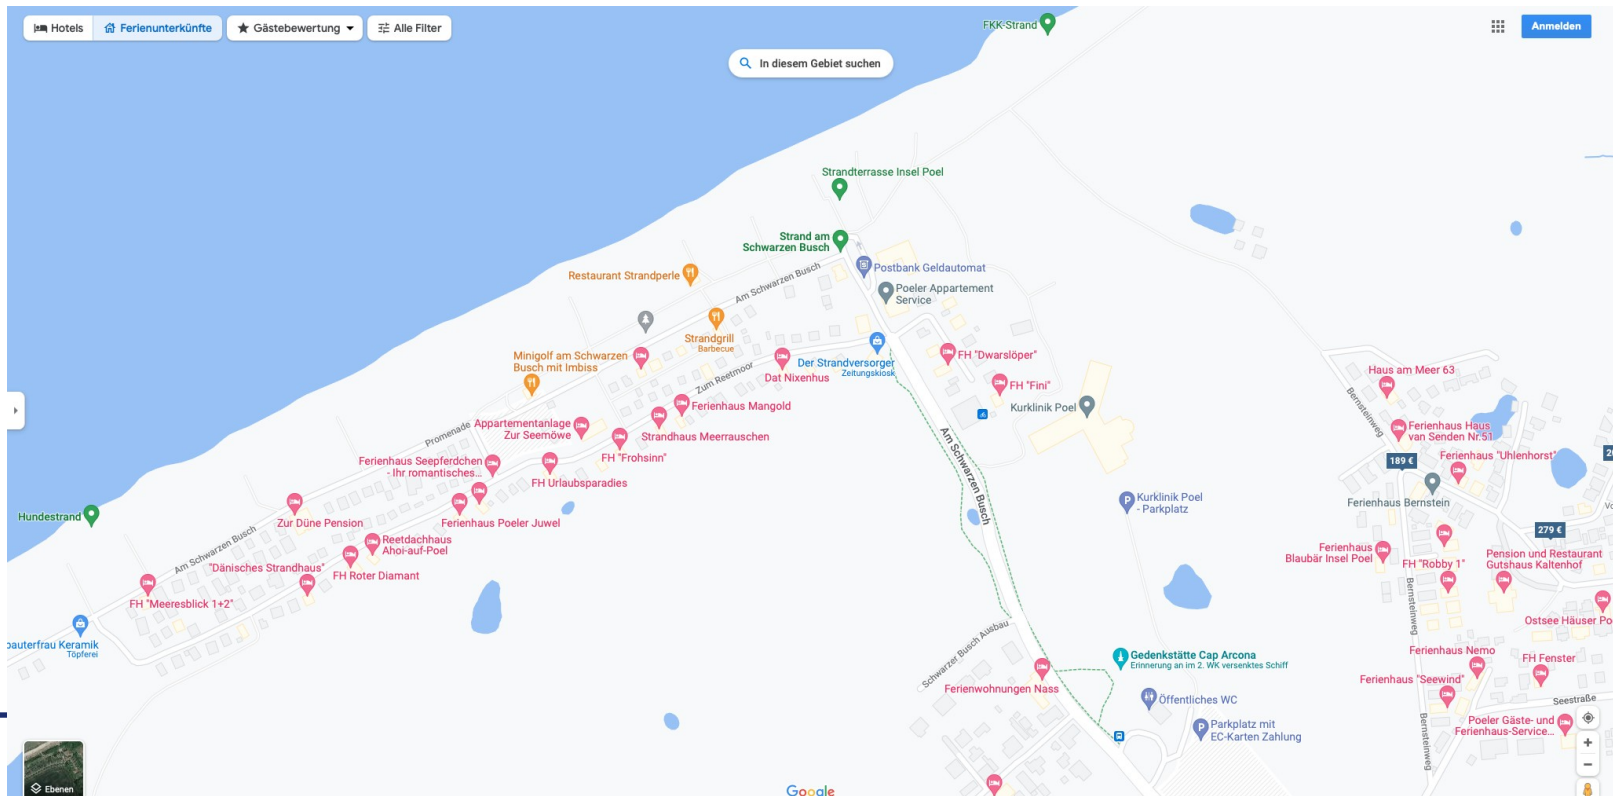 Hotels
Ferienunterkünfte
Gästebewertung
Alle Filter
FKK-Strand
Anmelden
In diesem Gebiet suchen
Strandterrasse Insel Poel
Strand am
Schwarzen Busch
Postbank Geldautomat
Restaurant Strandperle
Am Schwarzen Busch
Poeler Appartement
Service
Strandgrill
Barbecue
Minigolf am Schwarzen
Busch mit Imbiss
Der Strandversorger
Zeitungskiosk
FH "Dwarslöper"
Dat Nixenhus
Zum Reetmoor
FH "Fini"
Haus am Meer 63
Bernsteinweg
Ferienhaus Mangold
Kurklinik Poel
Appartementanlage
Zur Seemöwe
Strandhaus Meerrauschen
Promenade
Am Schwarzen Busch
Ferienhaus Haus
van Senden Nr.51
FH "Frohsinn"
Ferienhaus Seepferdchen
- Ihr romantisches...
189 €
Ferienhaus "Uhlenhorst"
FH Urlaubsparadies
Kurklinik Poel
- Parkplatz
Ferienhaus Bernstein
Hundestrand
Zur Düne Pension
Ferienhaus Poeler Juwel
279 €
Am Schwarzen Busch
Reetdachhaus
Ahoi-auf-Poel
Ferienhaus
Blaubär Insel Poel
Pension und Restaurant
Gutshaus Kaltenhof
"Dänisches Strandhaus"
FH Roter Diamant
FH "Robby 1"
FH "Meeresblick 1+2"
Bernsteinweg
Ostsee Häuser Po
bauterfrau Keramik
Töpferei
Schwarzer Busch Ausbau
Gedenkstätte Cap Arcona
Erinnerung an im 2. WK versenktes Schiff
Ferienhaus Nemo
FH Fenster
Ferienwohnungen Nass
Ferienhaus "Seewind"
Öffentliches WC
Seestraße
Parkplatz mit
EC-Karten Zahlung
Poeler Gäste- und
Ferienhaus-Service...
Bernsteinweg
Ebenen
Google